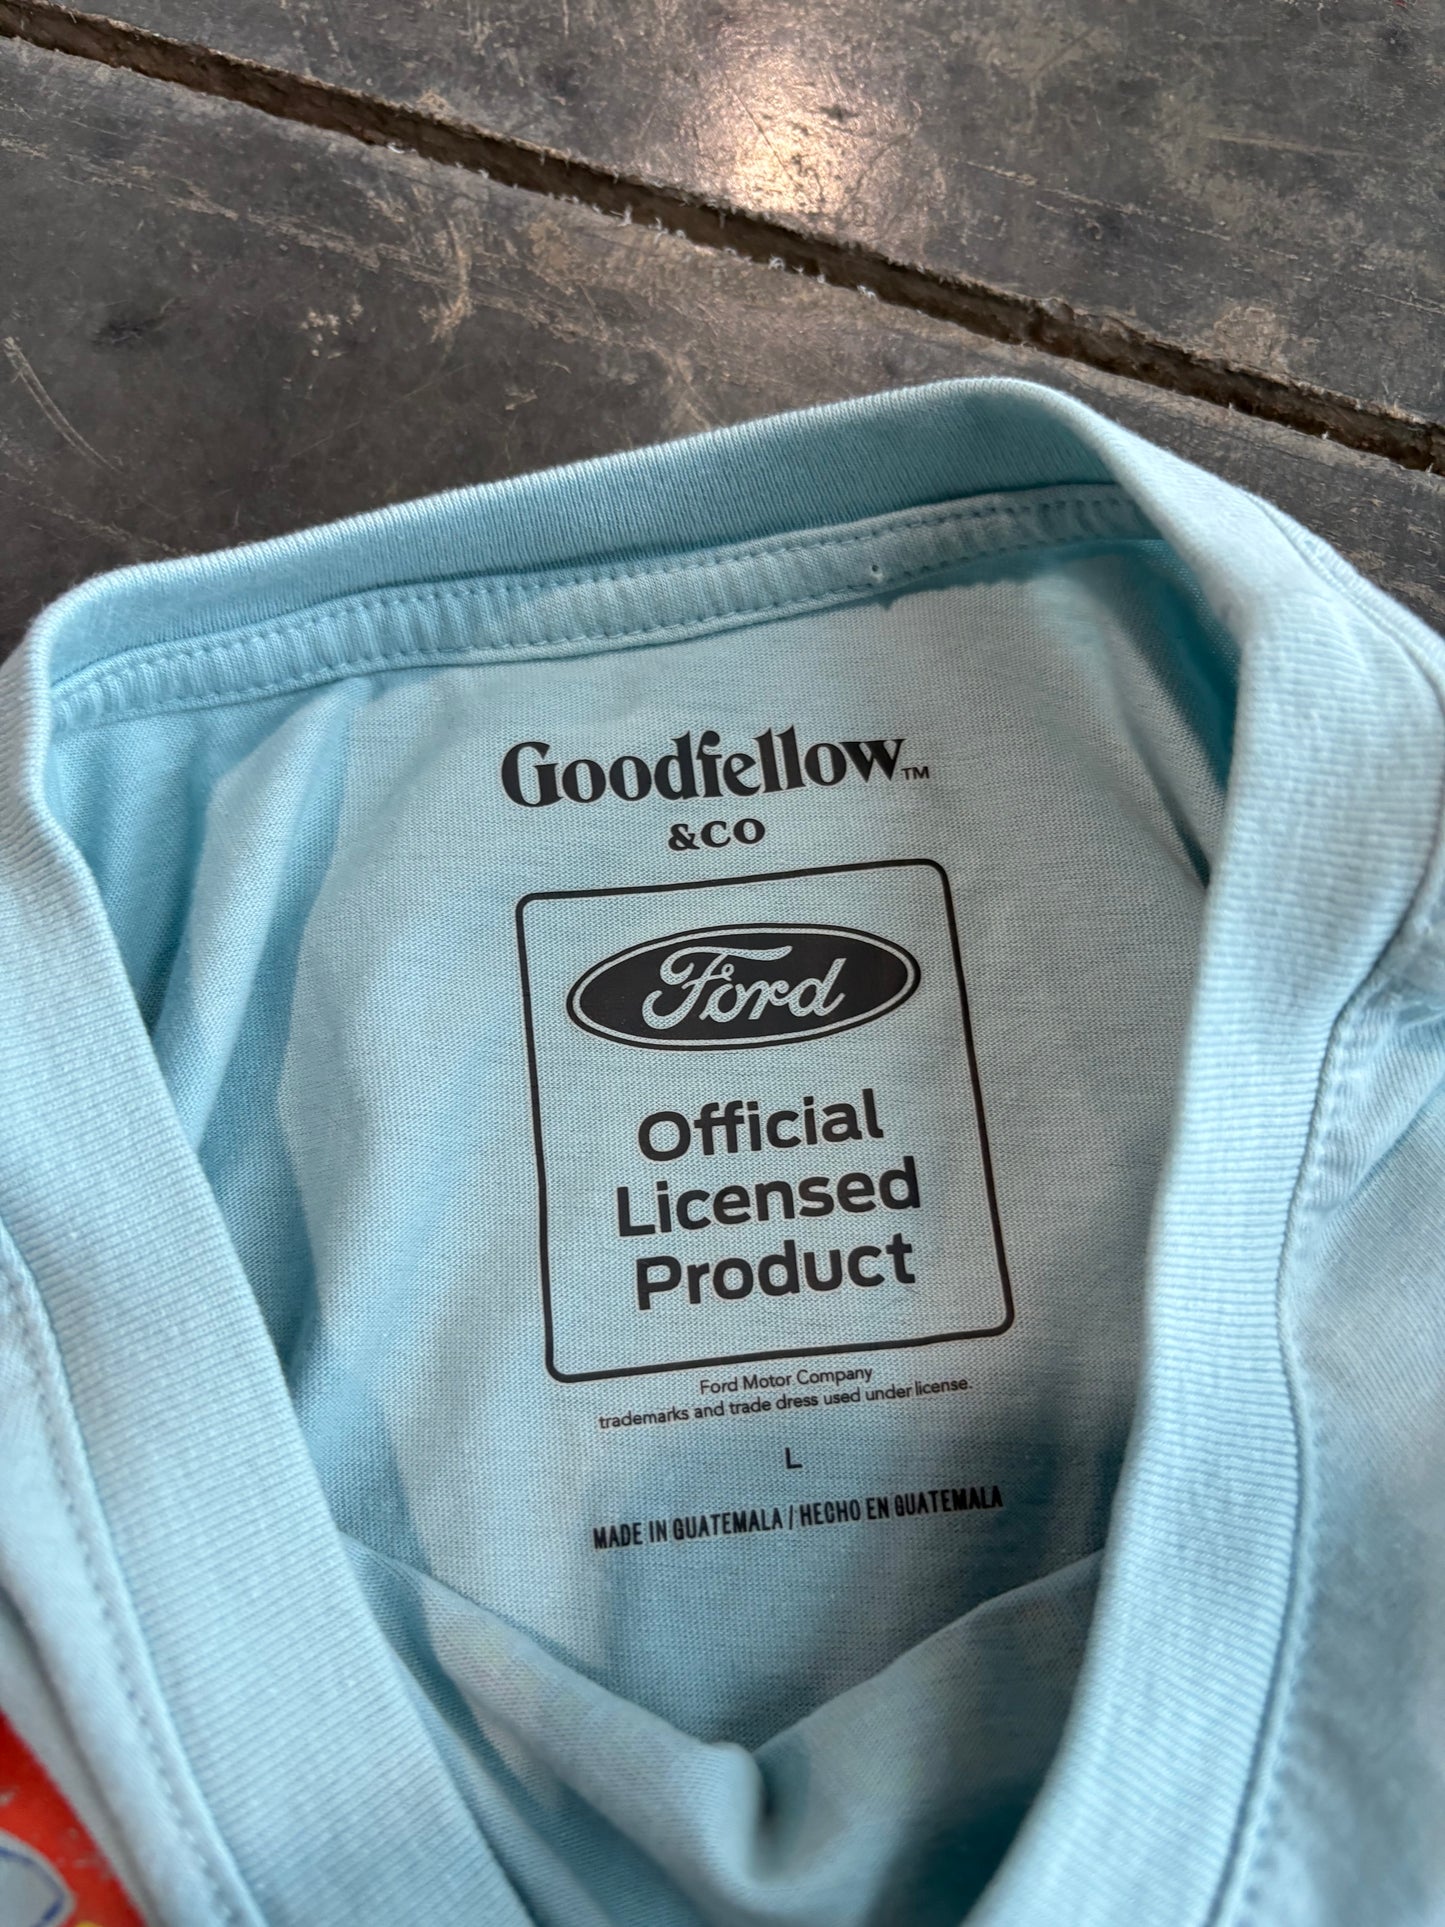 Goodfellow™
&CO
Ford
Official
Licensed
Product
Ford Motor Company
trademarks and trade dress used under license.
L
MADE IN GUATEMALA / HECHO EN GUATEMALA